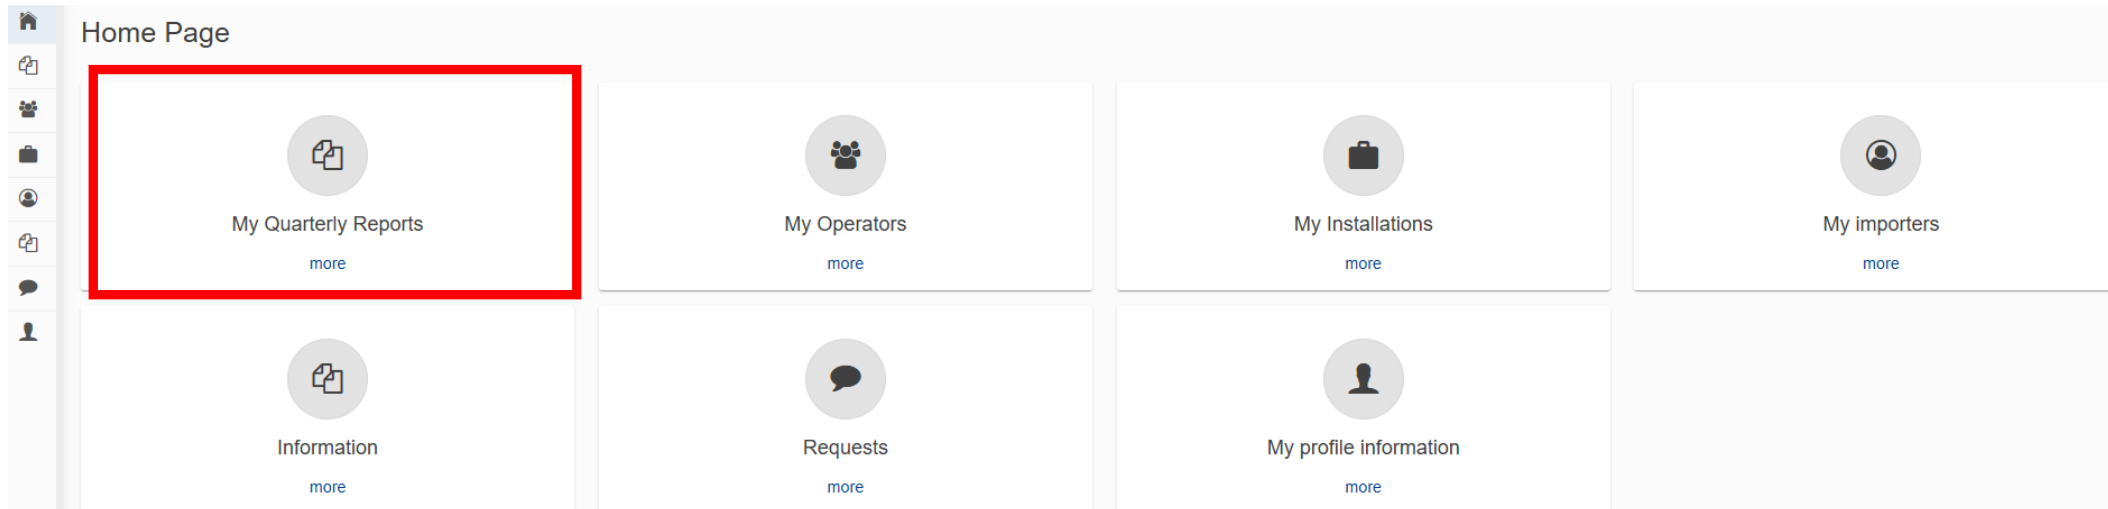 Home Page
My Quarterly Reports
more
My Operators
more
My Installations
more
My importers
more
Information
more
Requests
more
My profile information
more